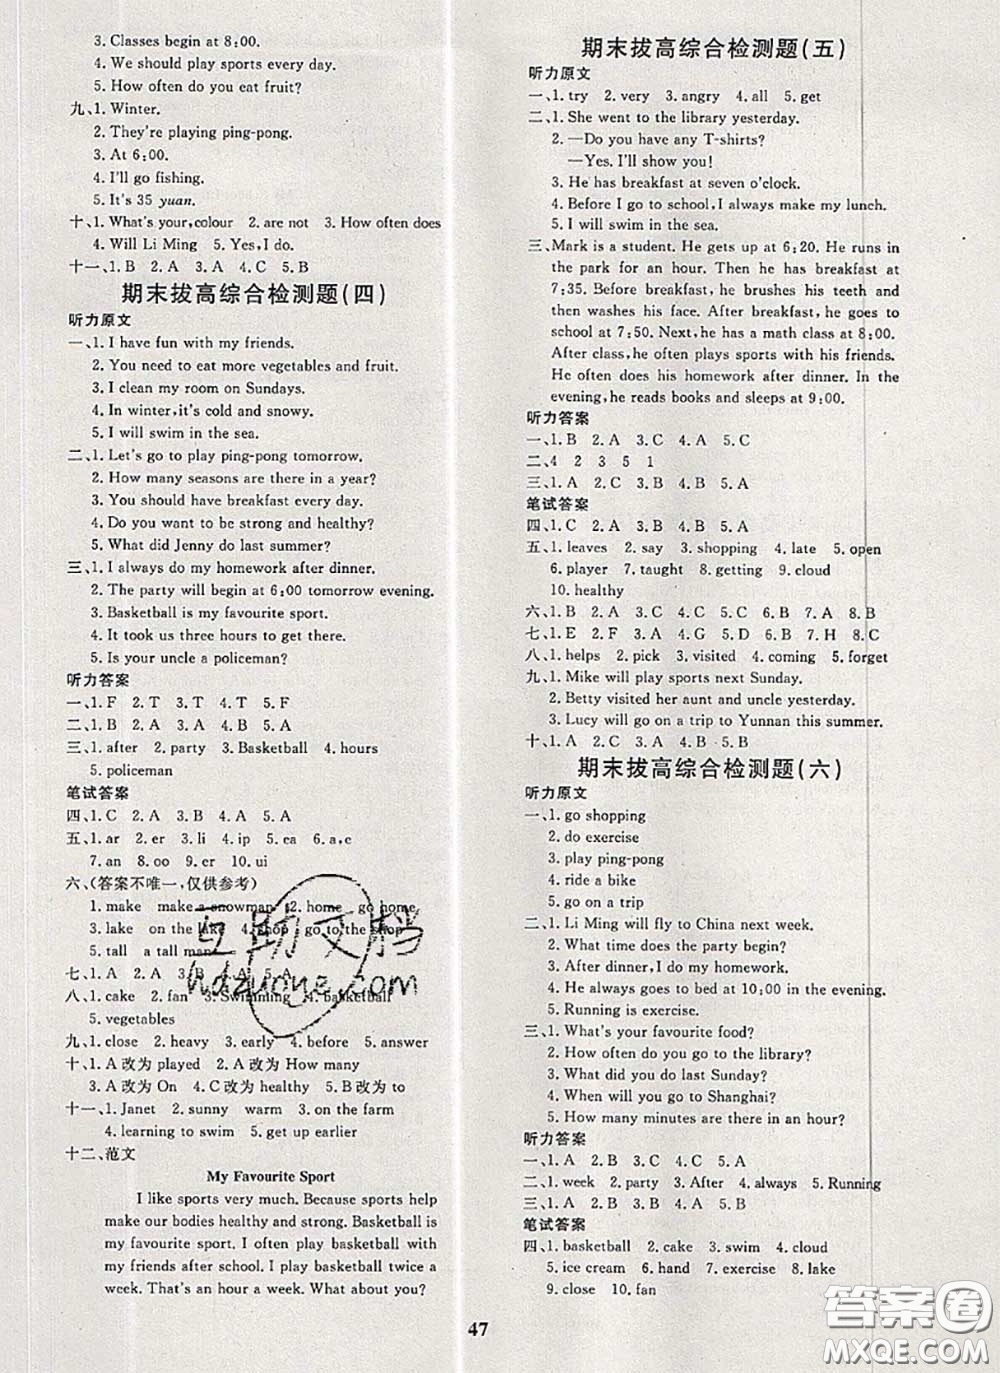 3. Classes begin at 8:00.
4. We should play sports every day.
5. How often do you eat fruit?
九、1. Winter.
2. They're playing ping-pong.
3. At 6:00.
4. I'll go fishing.
5. It's 35 yuan.
十、1. What's your,colour 2. are not 3. How often does
4. Will Li Ming 5. Yes,I do.
十一、1. B 2. A 3. A 4. C 5. B
期末拔高综合检测题(四)
听力原文
一、1. I have fun with my friends.
2. You need to eat more vegetables and fruit.
3. I clean my room on Sundays.
4. In winter,it's cold and snowy.
5. I will swim in the sea.
二、1. Let's go to play ping-pong tomorrow.
2. How many seasons are there in a year?
3. You should have breakfast every day.
4. Do you want to be strong and healthy?
5. What did Jenny do last summer?
三、1. I always do my homework after dinner.
2. The party will begin at 6:00 tomorrow evening.
3. Basketball is my favourite sport.
4. It took us three hours to get there.
5. Is your uncle a policeman?
听力答案
一、1. F 2. T 3. T 4. T 5. F
二、1. B 2. A 3. A 4. B 5. B
三、1. after 2. party 3. Basketball 4. hours
5. policeman
笔试答案
四、1. C 2. A 3. B 4. A 5. A
五、1. ar 2. er 3. li 4. ip 5. ca 6. a,c
7. an 8. oo 9. er 10. ui
六、(答案不唯一,仅供参考)
1. make make a snowman 2. home go home
3. lake on the lake 4. shop go to the shop
5. tall a tall man
七、1. A 2. B 3. A 4. A 5. A
八、1. cake 2. fan 3. Swimming 4. basketball
5. vegetables
九、1. close 2. heavy 3. early 4. before 5. answer
十、1. A 改为 played 2. A 改为 How many
3. A 改为 On 4. C 改为 healthy 5. B 改为 to
十一、1. Janet 2. sunny warm 3. on the farm
4. learning to swim 5. get up earlier
十二、范文
My Favourite Sport
I like sports very much. Because sports help
make our bodies healthy and strong. Basketball is
my favourite sport. I often play basketball with
my friends after school. I play basketball twice a
week. That's an hour a week. What about you?
期末拔高综合检测题(五)
听力原文
一、1. try 2. very 3. angry 4. all 5. get
二、1. She went to the library yesterday.
2. —Do you have any T-shirts?
—Yes. I'll show you!
3. He has breakfast at seven o'clock.
4. Before I go to school,I always make my lunch.
5. I will swim in the sea.
三、Mark is a student. He gets up at 6:20. He runs in
the park for an hour. Then he has breakfast at
7:35. Before breakfast, he brushes his teeth and
then washes his face. After breakfast, he goes to
school at 7:50. Next, he has a math class at 8:00.
After class,he often plays sports with his friends.
He often does his homework after dinner. In the
evening,he reads books and sleeps at 9:00.
听力答案
一、1. B 2. A 3. C 4. A 5. C
二、4 2 3 5 1
三、1. A 2. C 3. B 4. B 5. A
笔试答案
四、1. C 2. A 3. B 4. B 5. A
五、1. leaves 2. say 3. shopping 4. late 5. open
6. player 7. taught 8. getting 9. cloud
10. healthy
六、1. B 2. A 3. C 4. A 5. C 6. B 7. A 8. B
七、1. E 2. F 3. A 4. G 5. D 6. B 7. H 8. C
八、1. helps 2. pick 3. visited 4. coming 5. forget
九、1. Mike will play sports next Sunday.
2. Betty visited her aunt and uncle yesterday.
3. Lucy will go on a trip to Yunnan this summer.
十、1. A 2. C 3. A 4. B 5. B
期末拔高综合检测题(六)
听力原文
一、1. go shopping
2. do exercise
3. play ping-pong
4. ride a bike
5. go on a trip
二、1. Li Ming will fly to China next week.
2. What time does the party begin?
3. After dinner,I do my homework.
4. He always goes to bed at 10:00 in the evening.
5. Running is exercise.
三、1. What's your favourite food?
2. How often do you go to the library?
3. What did you do last Sunday?
4. When will you go to Shanghai?
5. How many minutes are there in an hour?
听力答案
一、1. A 2. B 3. C 4. B 5. A
二、1. week 2. party 3. After 4. always 5. Running
三、1. A 2. B 3. A 4. B 5. A
笔试答案
四、1. basketball 2. cake 3. swim 4. cloud
5. ice cream 6. hand 7. exercise 8. lake
9. close 10. fan
47
互助文档
hdzuoye.com
答案圈
MXQE.COM